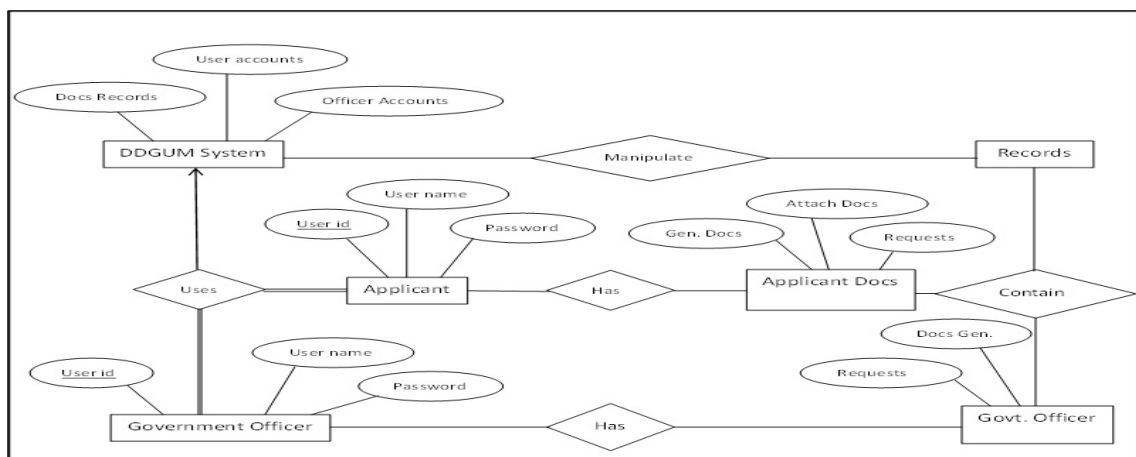 User accounts
Docs Records
Officer Accounts
DDGUM System
Manipulate
Records
User name
User id
Password
Attach Docs
Gen. Docs
Requests
Uses
Applicant
Has
Applicant Docs
Contain
User name
User id
Password
Docs Gen.
Requests
Government Officer
Has
Govt. Officer